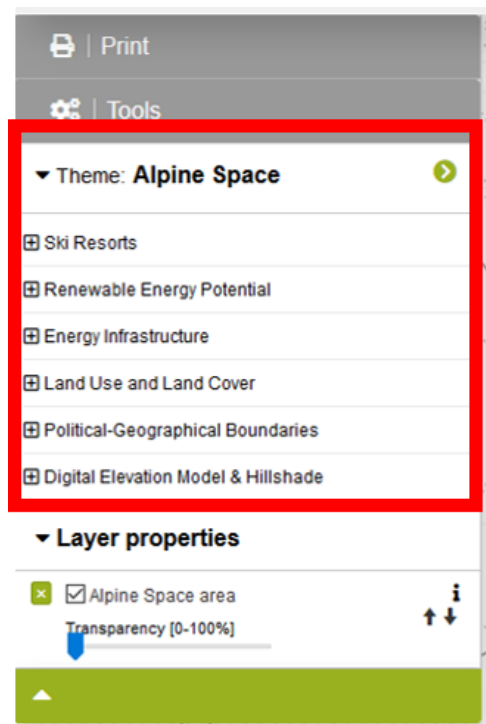 Print
Tools
Theme: Alpine Space
Ski Resorts
Renewable Energy Potential
Energy Infrastructure
Land Use and Land Cover
Political-Geographical Boundaries
Digital Elevation Model & Hillshade
Layer properties
Alpine Space area
Transparency [0-100%]